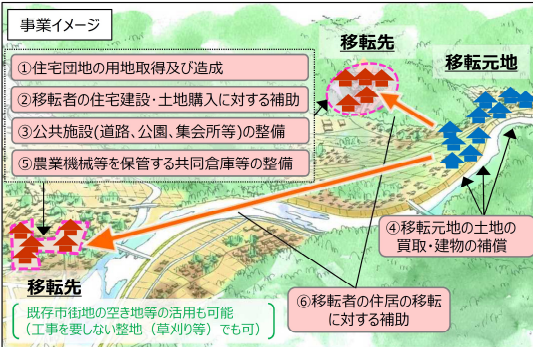 事業イメージ
①住宅団地の用地取得及び造成
②移転者の住宅建設・土地購入に対する補助
③公共施設(道路、公園、集会所等)の整備
⑤農業機械等を保管する共同倉庫等の整備
移転先
移転元地
④移転元地の土地の
買取・建物の補償
⑥移転者の住居の移転
に対する補助
移転先
既存市街地の空き地等の活用も可能
（工事を要しない整地（草刈り等）でも可）